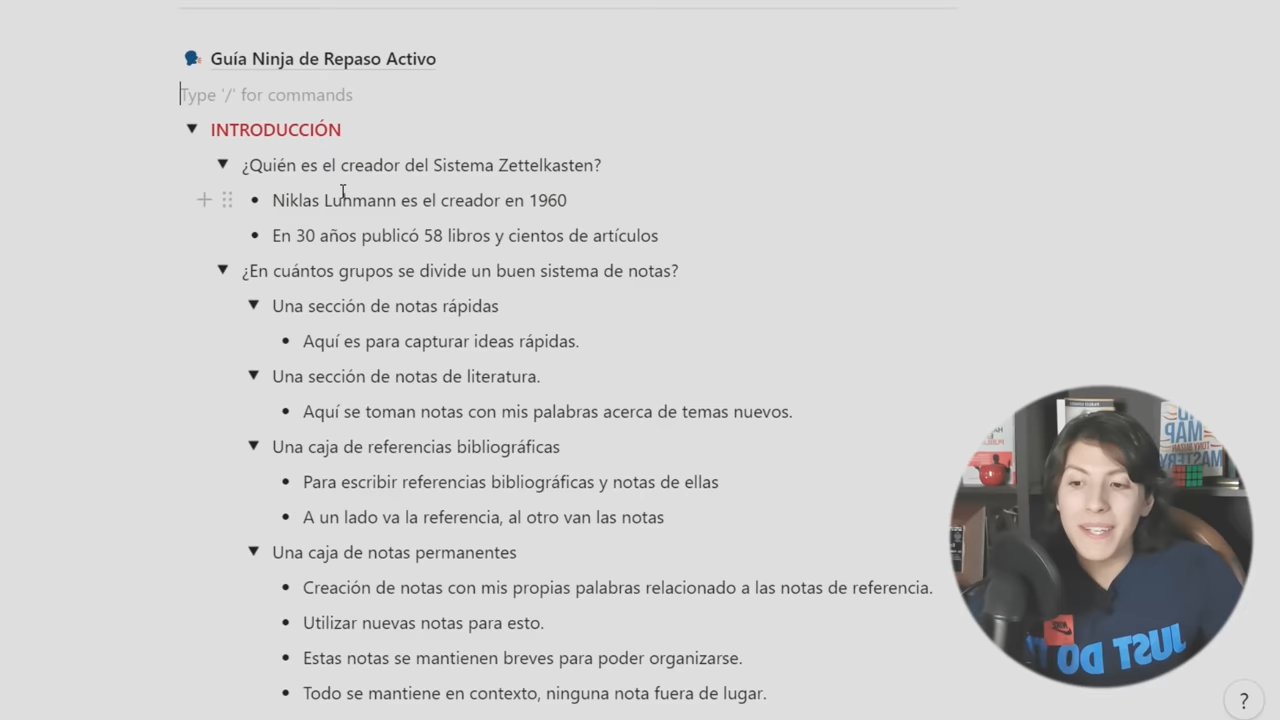 Guía Ninja de Repaso Activo
Type '/' for commands
INTRODUCCIÓN
¿Quién es el creador del Sistema Zettelkasten?
Niklas Luhmann es el creador en 1960
En 30 años publicó 58 libros y cientos de artículos
¿En cuántos grupos se divide un buen sistema de notas?
Una sección de notas rápidas
Aquí es para capturar ideas rápidas.
Una sección de notas de literatura.
Aquí se toman notas con mis palabras acerca de temas nuevos.
Una caja de referencias bibliográficas
Para escribir referencias bibliográficas y notas de ellas
A un lado va la referencia, al otro van las notas
Una caja de notas permanentes
Creación de notas con mis propias palabras relacionado a las notas de referencia.
Utilizar nuevas notas para esto.
Estas notas se mantienen breves para poder organizarse.
Todo se mantiene en contexto, ninguna nota fuera de lugar.
MAP
TONY BUZAN
MASTERY
JUST DO IT
?